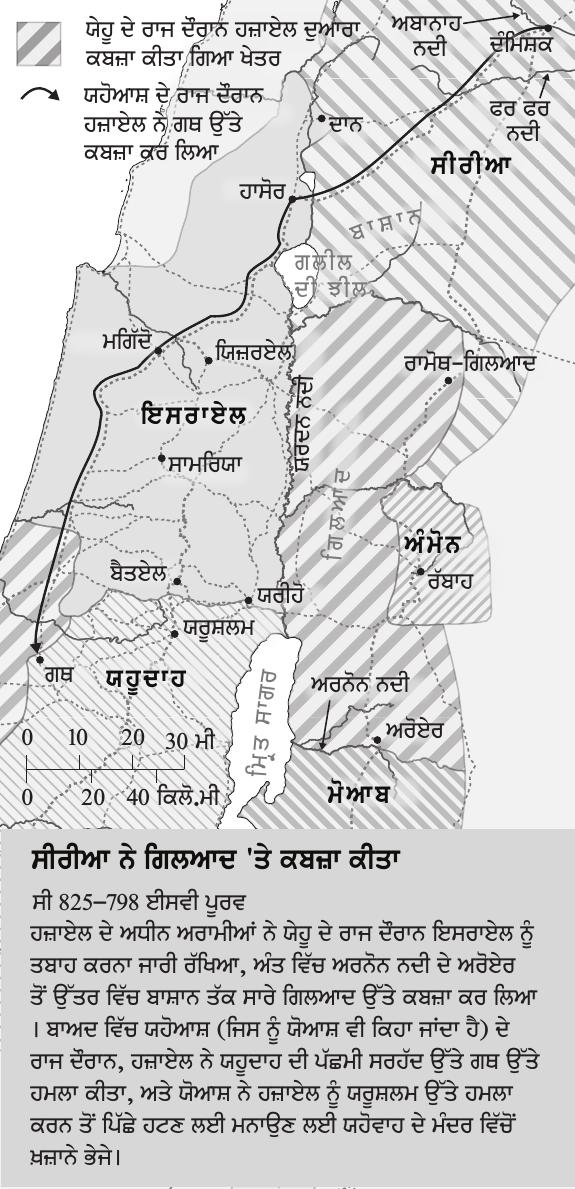 ਯੇਹੂ ਦੇ ਰਾਜ ਦੌਰਾਨ ਹਜ਼ਾਏਲ ਦੁਆਰਾ
ਕਬਜ਼ਾ ਕੀਤਾ ਗਿਆ ਖੇਤਰ
ਯਹੋਆਸ਼ ਦੇ ਰਾਜ ਦੌਰਾਨ
ਹਜ਼ਾਏਲ ਨੇ ਗਥ ਉੱਤੇ
ਕਬਜ਼ਾ ਕਰ ਲਿਆ
ਅਬਾਨਾਹ
ਨਦੀ
ਦੰਮਿਸ਼ਕ
ਫਰ ਫਰ
ਨਦੀ
ਦਾਨ
ਸੀਰੀਆ
ਹਾਸੋਰ
ਬਾਸ਼ਾਨ
ਗਲੀਲ
ਦੀ ਝੀਲ
ਮਗਿੱਦੋ
ਯਿਜ਼ਰਏਲ
ਰਾਮੋਥ-ਗਿਲਆਦ
ਯਰਦਨ ਨਦੀ
ਇਸਰਾਏਲ
ਸਾਮਰਿਯਾ
ਗਿਲਆਦ
ਅੰਮੋਨ
ਰੱਬਾਹ
ਬੈਤਏਲ
ਯਰੀਹੋ
ਯਰੂਸ਼ਲਮ
ਗਥ
ਯਹੂਦਾਹ
ਮ੍ਰਿਤ ਸਾਗਰ
ਅਰਨੋਨ ਨਦੀ
ਅਰੋਏਰ
ਮੋਆਬ
0 10 20 30 ਮੀ
0 20 40 ਕਿਲੋ.ਮੀ
ਸੀਰੀਆ ਨੇ ਗਿਲਆਦ 'ਤੇ ਕਬਜ਼ਾ ਕੀਤਾ
ਸੀ 825–798 ਈਸਵੀ ਪੂਰਵ
ਹਜ਼ਾਏਲ ਦੇ ਅਧੀਨ ਅਰਾਮੀਆਂ ਨੇ ਯੇਹੂ ਦੇ ਰਾਜ ਦੌਰਾਨ ਇਸਰਾਏਲ ਨੂੰ
ਤਬਾਹ ਕਰਨਾ ਜਾਰੀ ਰੱਖਿਆ, ਅੰਤ ਵਿੱਚ ਅਰਨੋਨ ਨਦੀ ਦੇ ਅਰੋਏਰ
ਤੋਂ ਉੱਤਰ ਵਿੱਚ ਬਾਸ਼ਾਨ ਤੱਕ ਸਾਰੇ ਗਿਲਆਦ ਉੱਤੇ ਕਬਜ਼ਾ ਕਰ ਲਿਆ
। ਬਾਅਦ ਵਿੱਚ ਯਹੋਆਸ਼ (ਜਿਸ ਨੂੰ ਯੋਆਸ਼ ਵੀ ਕਿਹਾ ਜਾਂਦਾ ਹੈ) ਦੇ
ਰਾਜ ਦੌਰਾਨ, ਹਜ਼ਾਏਲ ਨੇ ਯਹੂਦਾਹ ਦੀ ਪੱਛਮੀ ਸਰਹੱਦ ਉੱਤੇ ਗਥ ਉੱਤੇ
ਹਮਲਾ ਕੀਤਾ, ਅਤੇ ਯੋਆਸ਼ ਨੇ ਹਜ਼ਾਏਲ ਨੂੰ ਯਰੂਸ਼ਲਮ ਉੱਤੇ ਹਮਲਾ
ਕਰਨ ਤੋਂ ਪਿੱਛੇ ਹਟਣ ਲਈ ਮਨਾਉਣ ਲਈ ਯਹੋਵਾਹ ਦੇ ਮੰਦਰ ਵਿੱਚੋਂ
ਖ਼ਜ਼ਾਨੇ ਭੇਜੇ।